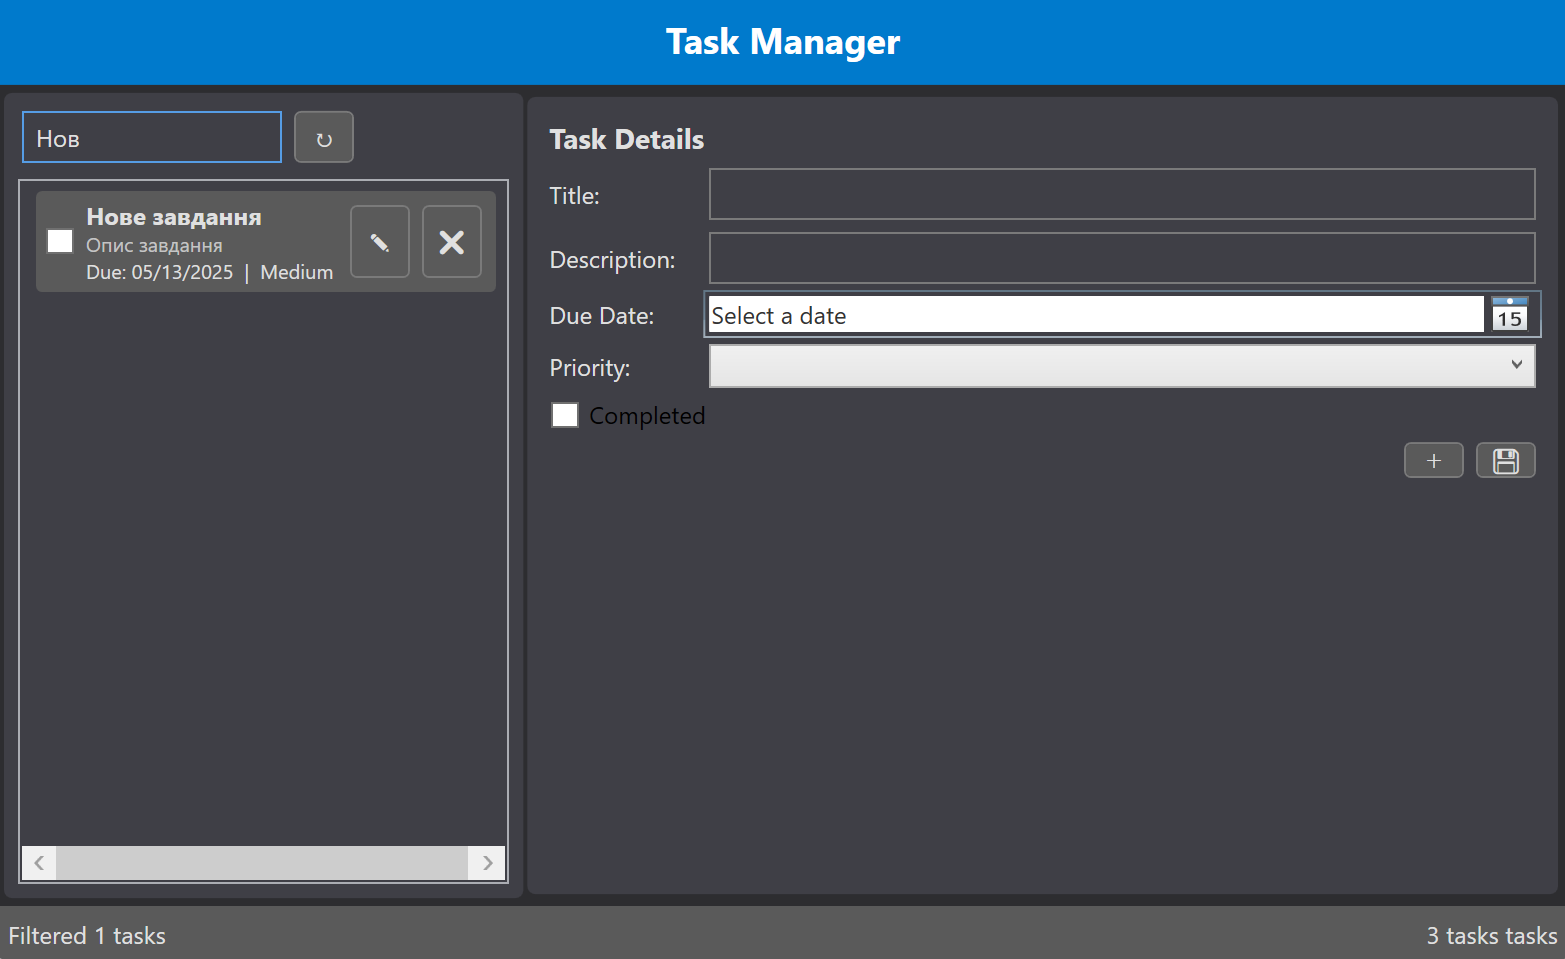 Task Manager
Нов
Нове завдання
Опис завдання
Due: 05/13/2025 | Medium
Task Details
Title:
Description:
Due Date:
Select a date
15
Priority:
Completed
+
Filtered 1 tasks
3 tasks tasks